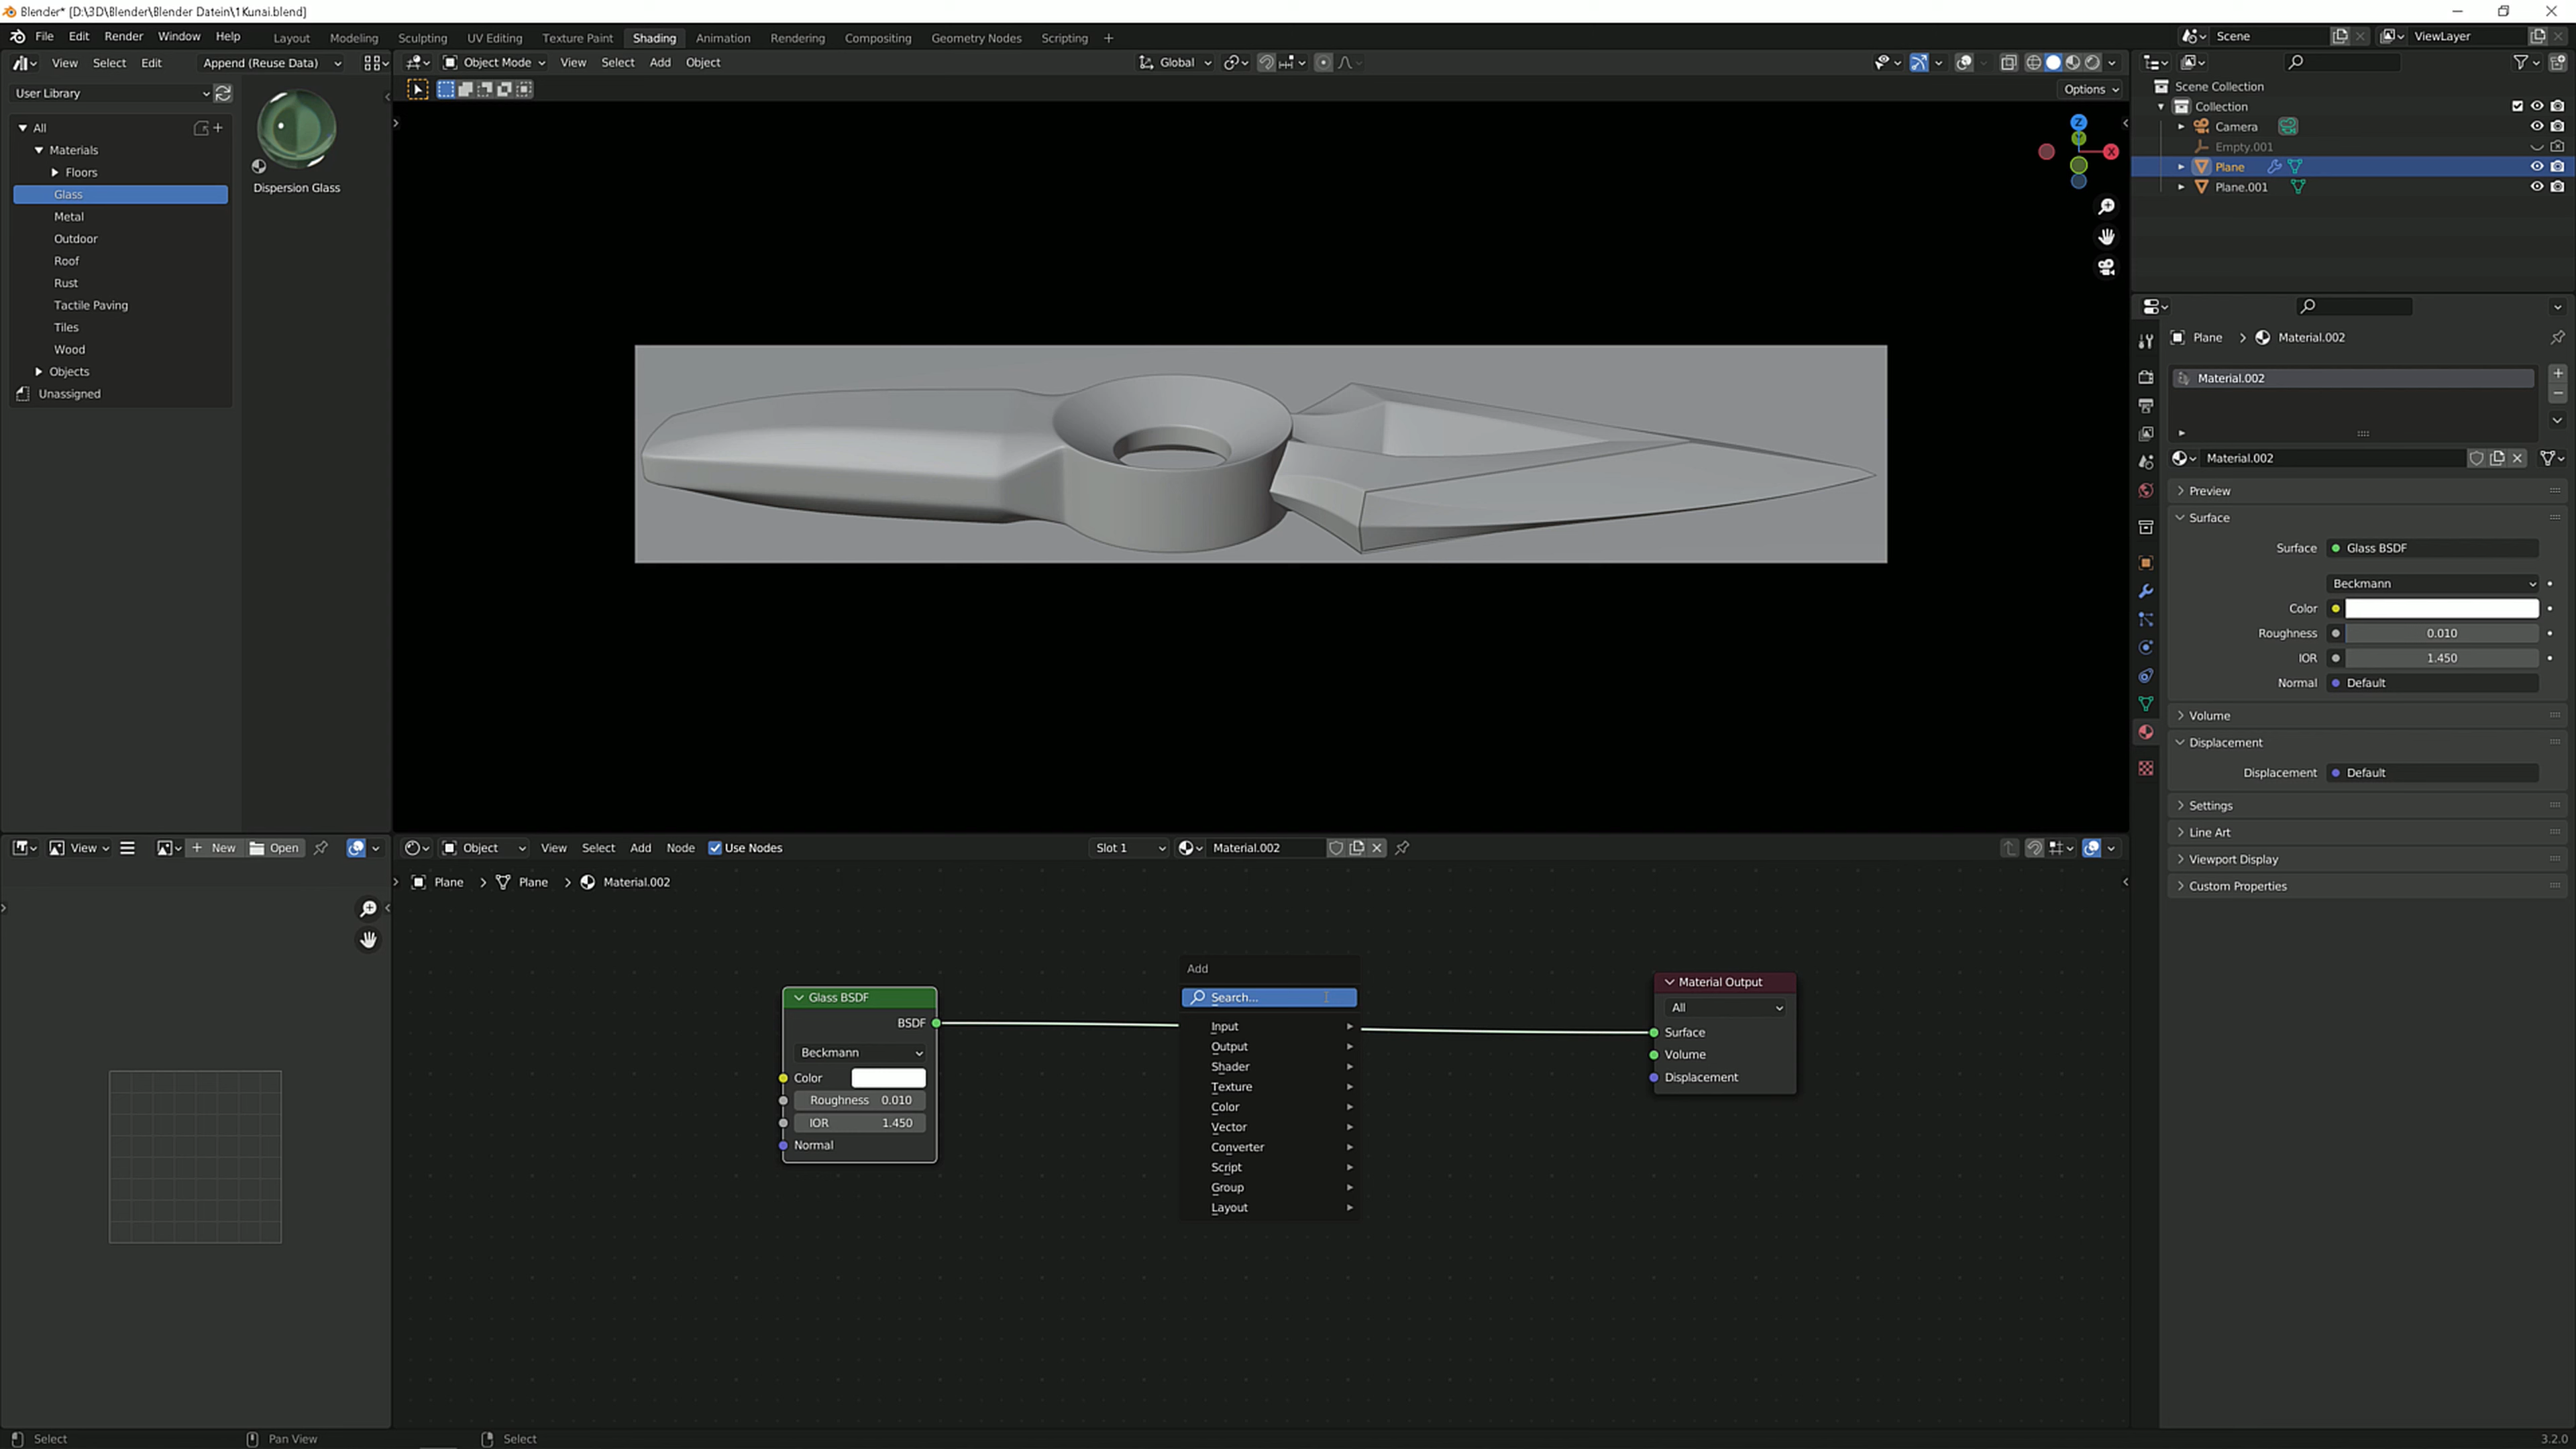 Blender* [D:\3D\Blender\Blender Datein\1Kunai.blend]
File Edit Render Window Help Layout Modeling Sculpting UV Editing Texture Paint Shading Animation Rendering Compositing Geometry Nodes Scripting + Scene ViewLayer
View Select Edit Append (Reuse Data)
Object Mode View Select Add Object Global
Options
User Library
All
Materials
Floors
Glass
Metal
Outdoor
Roof
Rust
Tactile Paving
Tiles
Wood
Objects
Unassigned
Dispersion Glass
Z
Y
X
Scene Collection
Collection
Camera
Empty.001
Plane
Plane.001
Plane > Material.002
Material.002
Material.002
Preview
Surface
Surface Glass BSDF
Beckmann
Color
Roughness 0.010
IOR 1.450
Normal Default
Volume
Displacement
Displacement Default
Settings
Line Art
Viewport Display
Custom Properties
View + New Open
Object View Select Add Node Use Nodes Slot 1 Material.002
Plane > Plane > Material.002
Glass BSDF
BSDF
Beckmann
Color
Roughness 0.010
IOR 1.450
Normal
Add
Search...
Input
Output
Shader
Texture
Color
Vector
Converter
Script
Group
Layout
Material Output
All
Surface
Volume
Displacement
Select Pan View Select 3.2.0